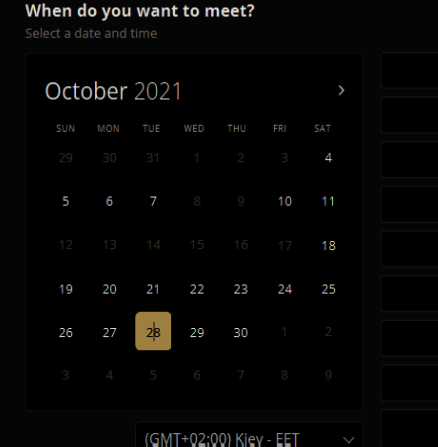 When do you want to meet?
Select a date and time
October 2021
SUN MON TUE WED THU FRI SAT
29 30 31 1 2 3 4
5 6 7 8 9 10 11
12 13 14 15 16 17 18
19 20 21 22 23 24 25
26 27 28 29 30 1 2
3 4 5 6 7 8 9
(GMT+02:00) Kiev - EET